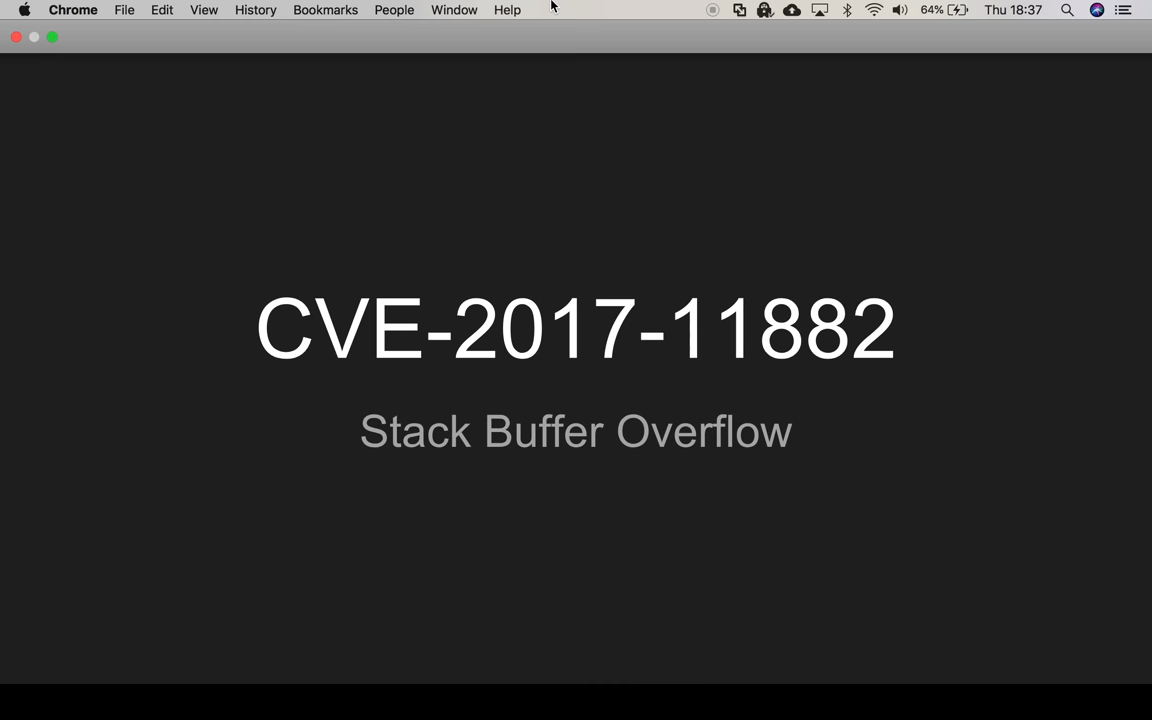 Chrome File Edit View History Bookmarks People Window Help 64% Thu 18:37
CVE-2017-11882
Stack Buffer Overflow